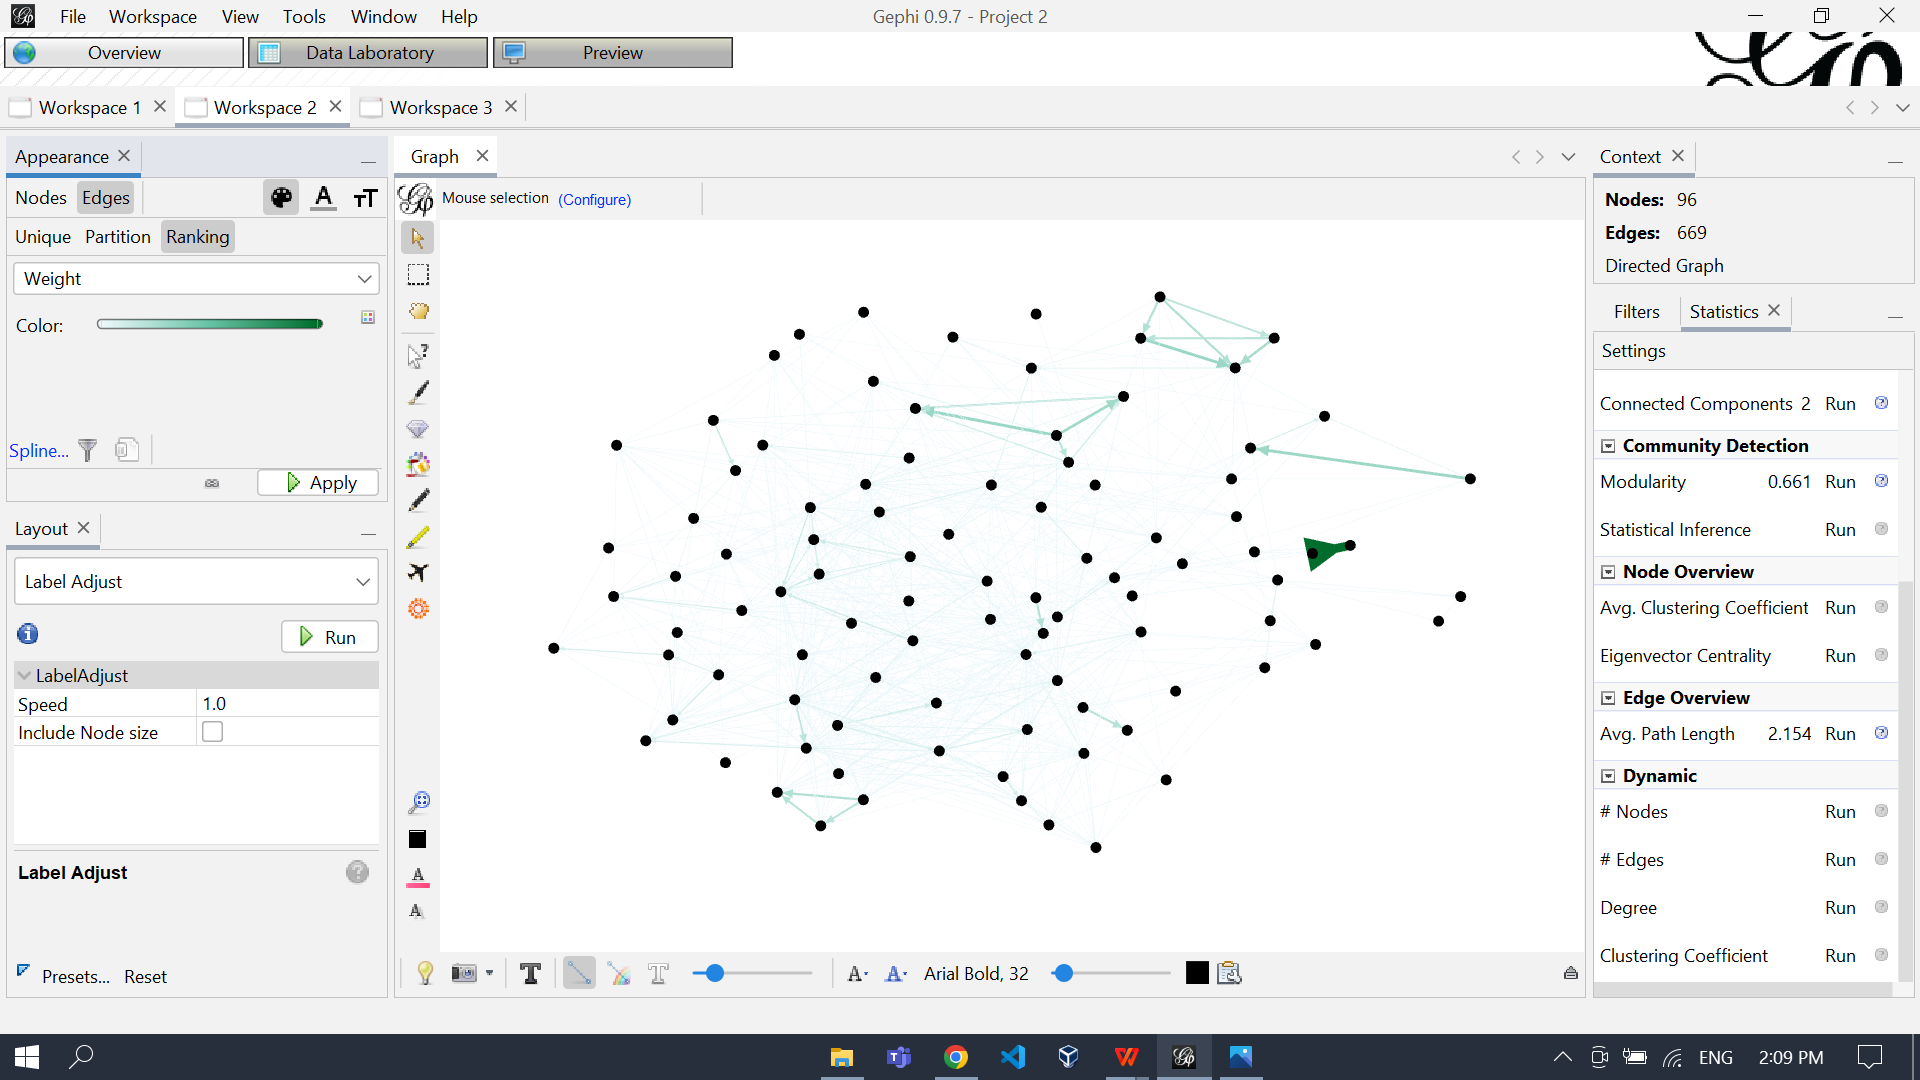 File Workspace View Tools Window Help
Gephi 0.9.7 - Project 2
Overview Data Laboratory Preview
Workspace 1 Workspace 2 Workspace 3
Appearance
Nodes Edges
Unique Partition Ranking
Weight
Color:
Spline...
Apply
Layout
Label Adjust
Run
LabelAdjust
Speed 1.0
Include Node size
Label Adjust
Presets... Reset
Graph
Mouse selection (Configure)
Arial Bold, 32
Context
Nodes: 96
Edges: 669
Directed Graph
Filters Statistics
Settings
Connected Components 2 Run
Community Detection
Modularity 0.661 Run
Statistical Inference Run
Node Overview
Avg. Clustering Coefficient Run
Eigenvector Centrality Run
Edge Overview
Avg. Path Length 2.154 Run
Dynamic
# Nodes Run
# Edges Run
Degree Run
Clustering Coefficient Run
ENG 2:09 PM